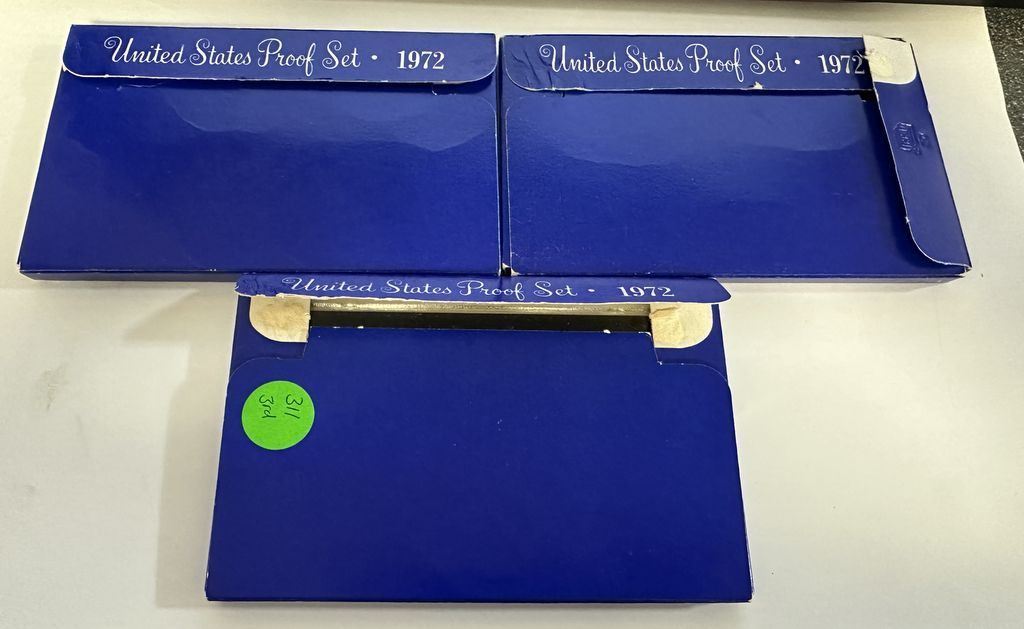 United States Proof Set • 1972
United States Proof Set • 1972
United States Proof Set • 1972
311
3rd